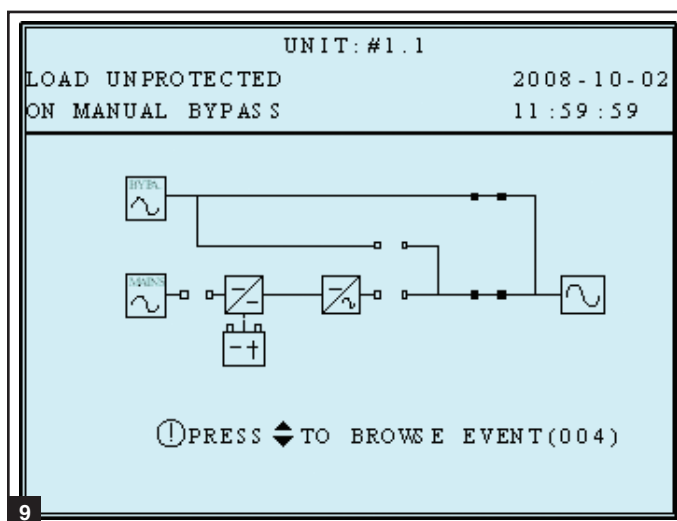 UNIT:#1.1
LOAD UNPROTECTED 2008-10-02
ON MANUAL BYPASS 11:59:59
BYPA.
MAINS
PRESS TO BROWSE EVENT(004)
9